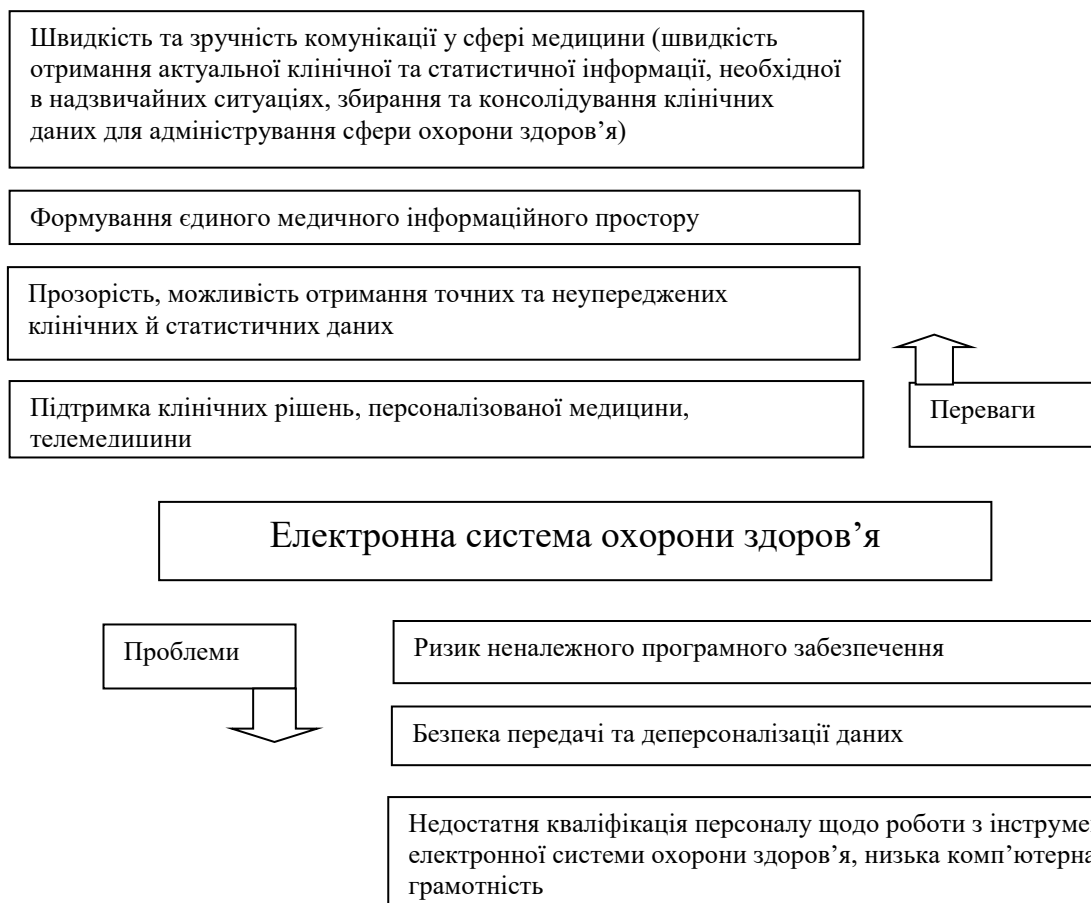 Швидкість та зручність комунікації у сфері медицини (швидкість
отримання актуальної клінічної та статистичної інформації, необхідної
в надзвичайних ситуаціях, збирання та консолідування клінічних
даних для адміністрування сфери охорони здоров’я)
Формування єдиного медичного інформаційного простору
Прозорість, можливість отримання точних та неупереджених
клінічних й статистичних даних
Підтримка клінічних рішень, персоналізованої медицини,
телемедицини
Переваги
Електронна система охорони здоров’я
Проблеми
Ризик неналежного програмного забезпечення
Безпека передачі та деперсоналізації даних
Недостатня кваліфікація персоналу щодо роботи з
електронної системи охорони здоров’я, низька
грамотність